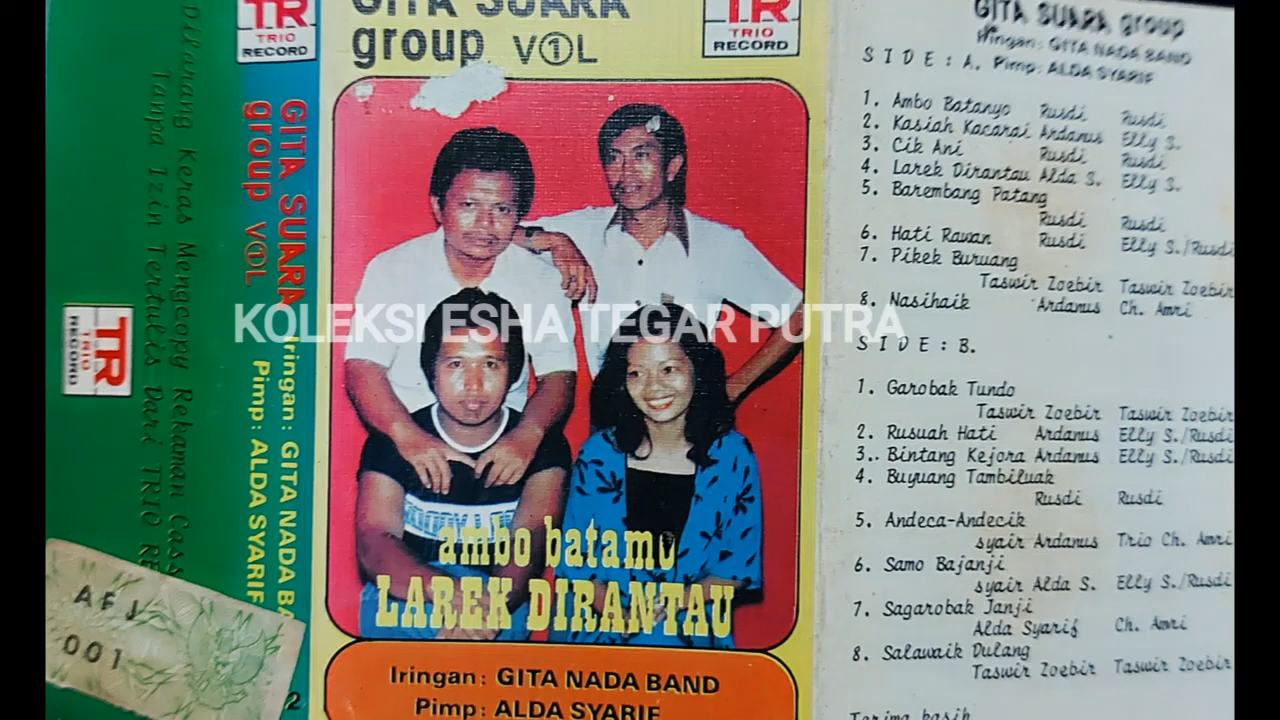 Dilarang Keras Mengcopy Rekaman Cass
Tanpa Izin Tertulis Dari TRIO RE
TR
TRIO
RECORD
AFJ
001
TR
TRIO
RECORD
GITA SUARA
group VOL 1
Iringan: GITA NADA BA
Pimp: ALDA SYARIF
2
GITA SUARA
group VOL 1
TR
TRIO
RECORD
KOLEKSI ESHA TEGAR PUTRA
ambo batamu
LAREK DIRANTAU
Iringan: GITA NADA BAND
Pimp: ALDA SYARIF
GITA SUARA group
Iringan: GITA NADA BAND
SIDE: A. Pimp: ALDA SYARIF
1. Ambo Batanyo Rusdi Rusdi
2. Kasiah Kacarai Ardanus Elly S.
3. Cik Ani Rusdi Rusdi
4. Larek Dirantau Alda S. Elly S.
5. Barembang Patang
Rusdi Rusdi
6. Hati Rawan Rusdi Elly S./Rusdi
7. Pikek Buruang
Taswir Zoebir Taswir Zoebir
8. Nasihaik Ardanus Ch. Amri
SIDE: B.
1. Garobak Tundo
Taswir Zoebir Taswir Zoebir
2. Rusuah Hati Ardanus Elly S./Rusdi
3.. Bintang Kejora Ardanus Elly S./Rusdi
4. Buyuang Tambiluak
Rusdi Rusdi
5. Andeca-Andecik
syair Ardanus Trio Ch. Amri
6. Samo Bajanji
syair Alda S. Elly S./Rusdi
7. Sagarobak Janji
Alda Syarif Ch. Amri
8. Salawaik Dulang
Taswir Zoebir Taswir Zoebir
Terima kasih